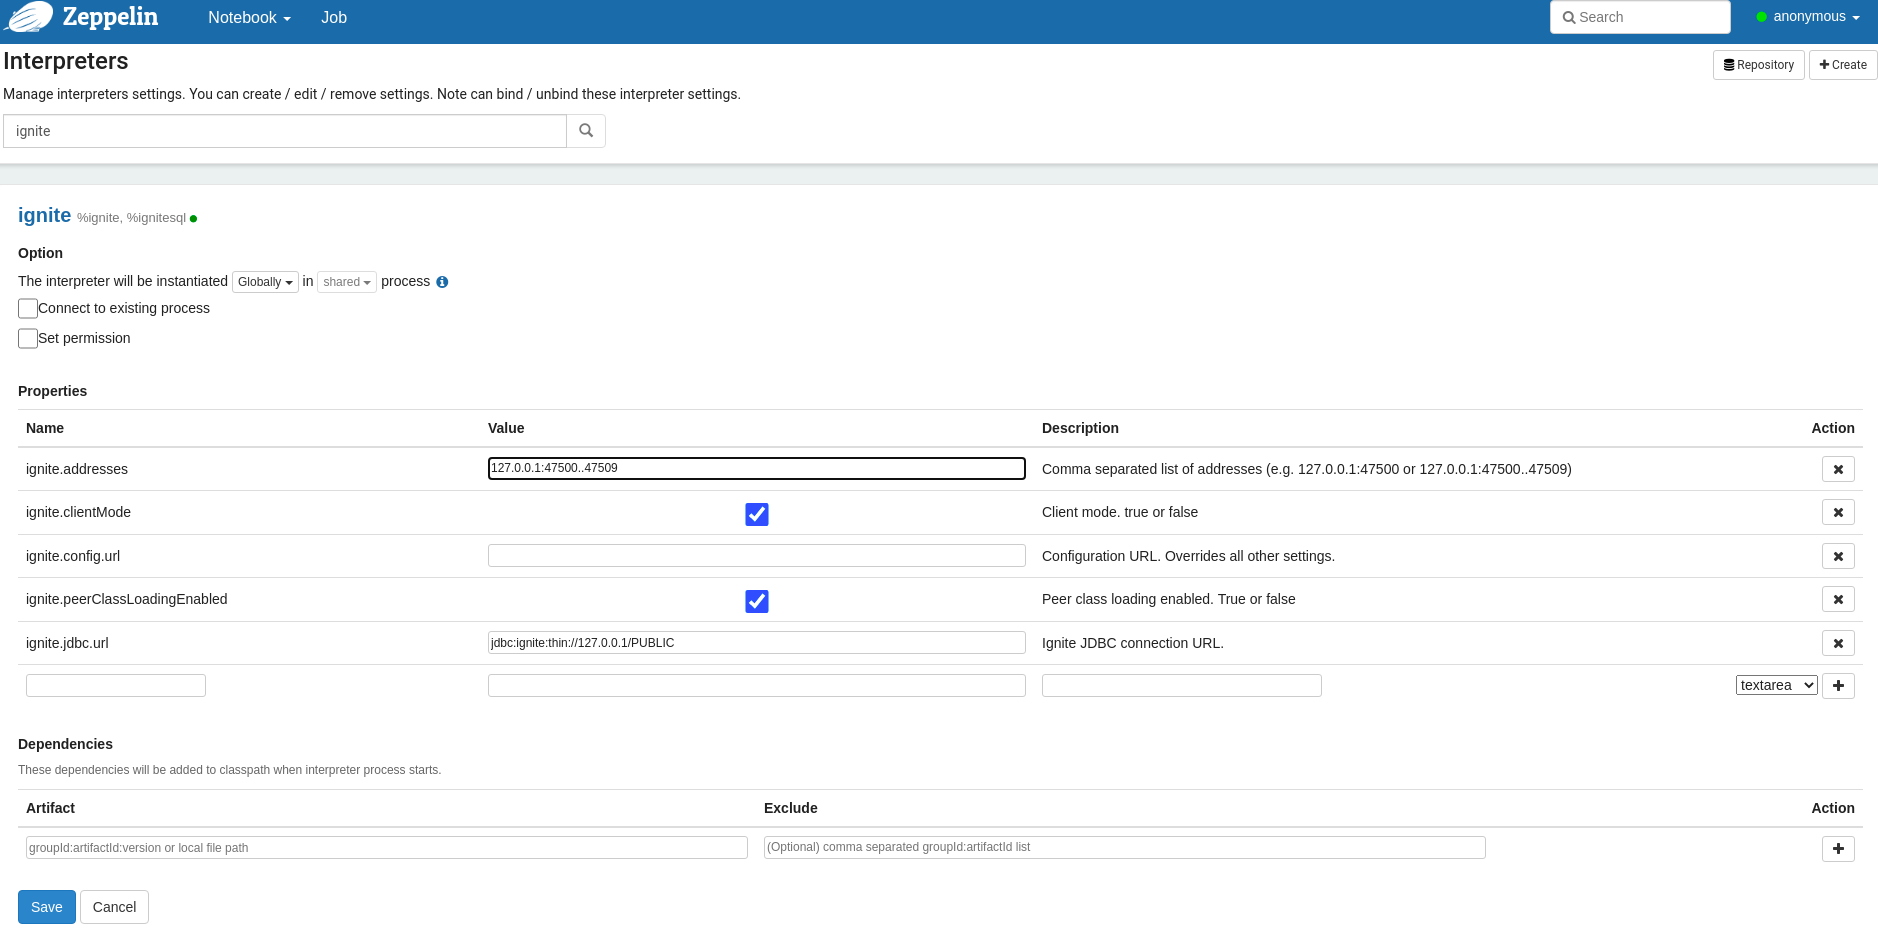 Zeppelin Notebook Job Search anonymous
Interpreters Repository Create
Manage interpreters settings. You can create / edit / remove settings. Note can bind / unbind these interpreter settings.
ignite
ignite %ignite, %ignitesql
Option
The interpreter will be instantiated Globally in shared process
Connect to existing process
Set permission
Properties
Name Value Description Action
ignite.addresses 127.0.0.1:47500..47509 Comma separated list of addresses (e.g. 127.0.0.1:47500 or 127.0.0.1:47500..47509)
ignite.clientMode Client mode. true or false
ignite.config.url Configuration URL. Overrides all other settings.
ignite.peerClassLoadingEnabled Peer class loading enabled. True or false
ignite.jdbc.url jdbc:ignite:thin://127.0.0.1/PUBLIC Ignite JDBC connection URL.
textarea
Dependencies
These dependencies will be added to classpath when interpreter process starts.
Artifact Exclude Action
groupId:artifactId:version or local file path (Optional) comma separated groupId:artifactId list
Save Cancel